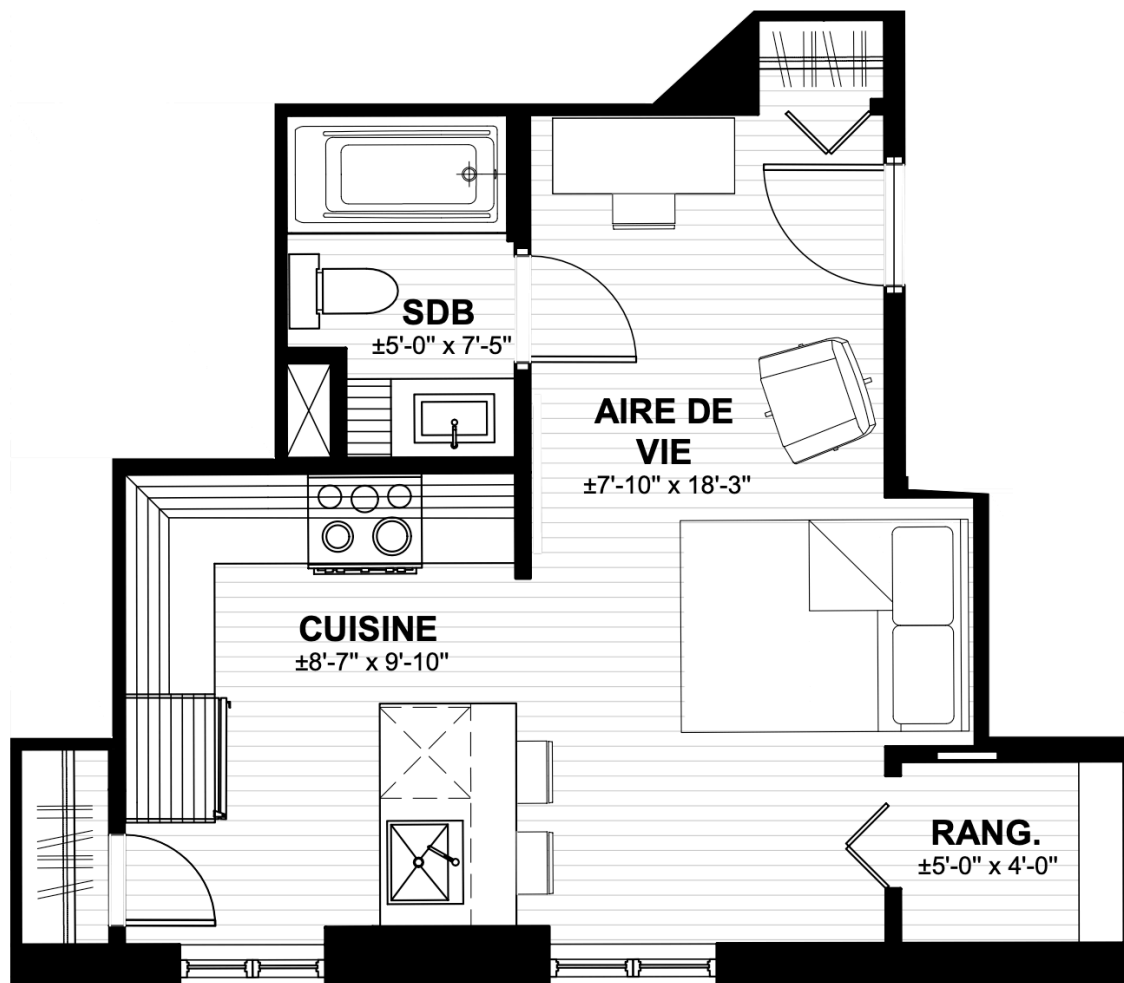 SDB
±5'-0" x 7'-5"
AIRE DE
VIE
±7'-10" x 18'-3"
CUISINE
±8'-7" x 9'-10"
RANG.
±5'-0" x 4'-0"